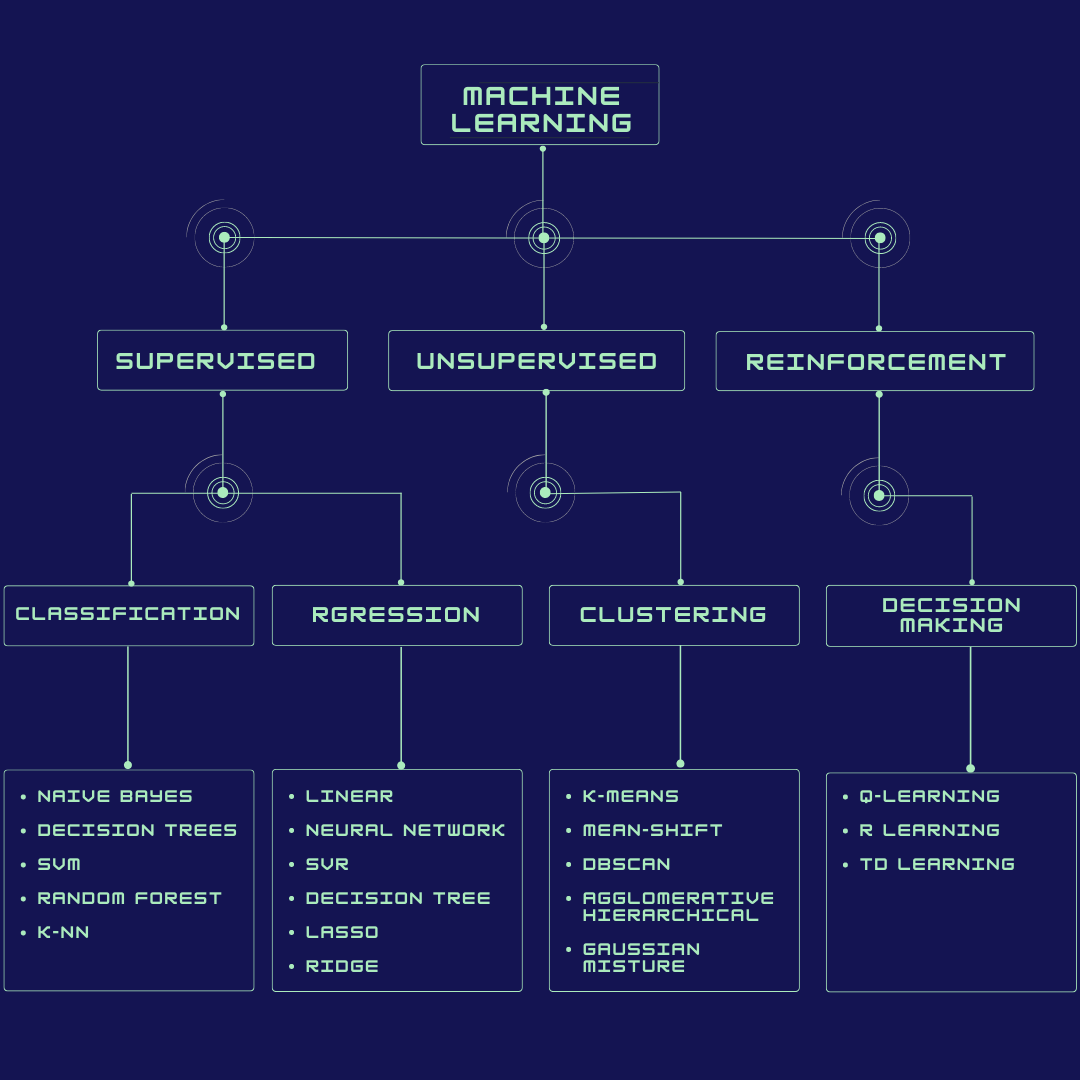 MACHINE
LEARNING
SUPERVISED
UNSUPERVISED
REINFORCEMENT
CLASSIFICATION
RGRESSION
CLUSTERING
DECISION
MAKING
• NAIVE BAYES
• DECISION TREES
• SVM
• RANDOM FOREST
• K-NN
• LINEAR
• NEURAL NETWORK
• SVR
• DECISION TREE
• LASSO
• RIDGE
• K-MEANS
• MEAN-SHIFT
• DBSCAN
• AGGLOMERATIVE
HIERARCHICAL
• GAUSSIAN
MISTURE
• Q-LEARNING
• R LEARNING
• TD LEARNING